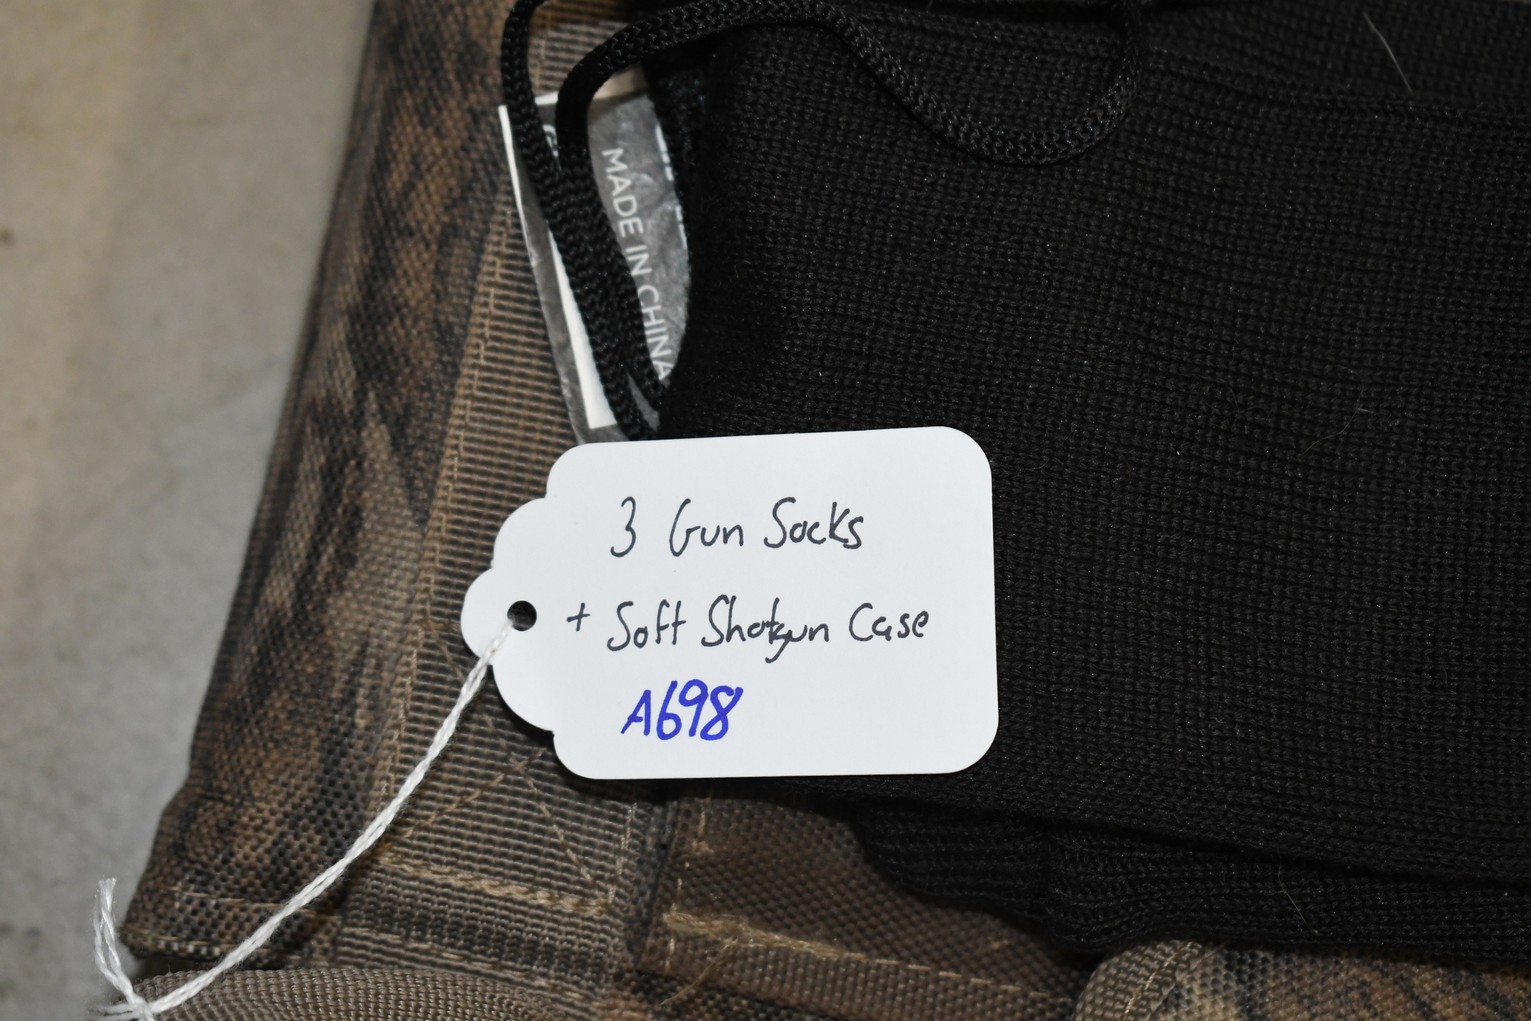 MADE IN CHINA
3 Gun Socks
+ Soft Shotgun Case
A698